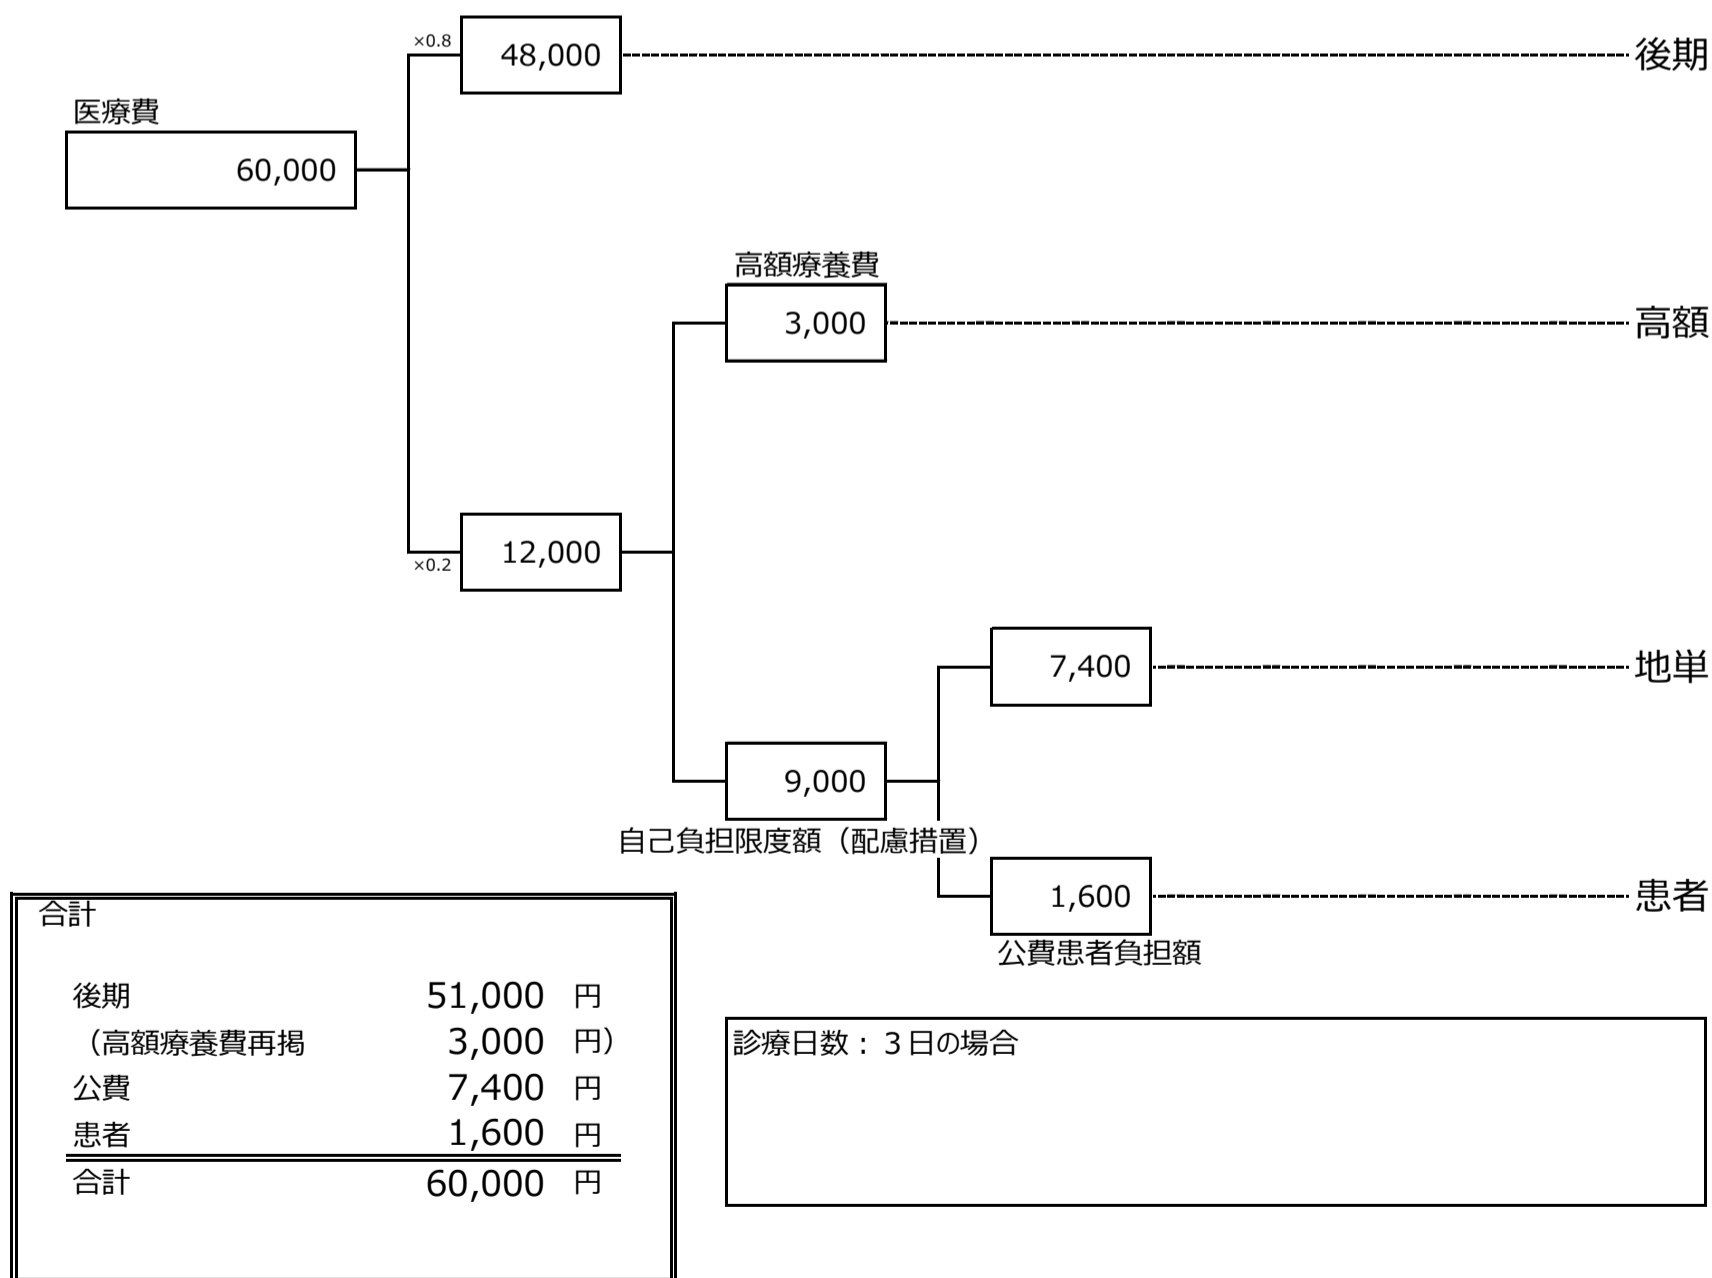 ×0.8
48,000
後期
医療費
60,000
高額療養費
3,000
高額
12,000
×0.2
7,400
地単
9,000
自己負担限度額（配慮措置）
1,600
患者
公費患者負担額
合計
後期 51,000 円
（高額療養費再掲 3,000 円）
公費 7,400 円
患者 1,600 円
合計 60,000 円
診療日数：３日の場合